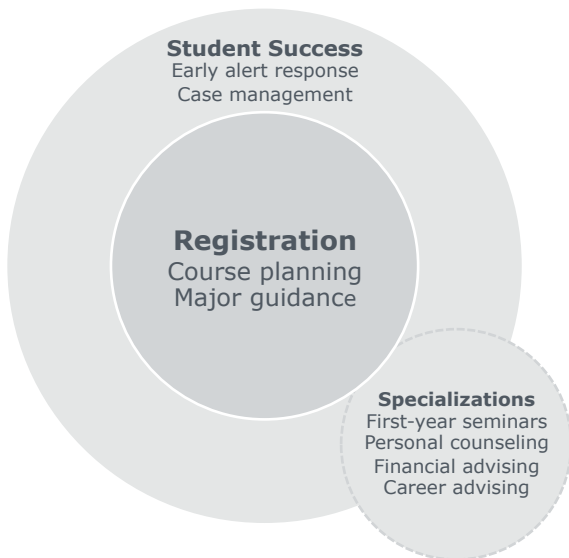 Student Success
Early alert response
Case management
Registration
Course planning
Major guidance
Specializations
First-year seminars
Personal counseling
Financial advising
Career advising